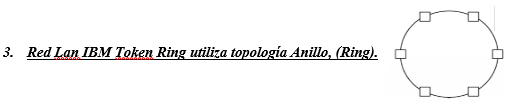 3. Red Lan IBM Token Ring utiliza topología Anillo, (Ring).